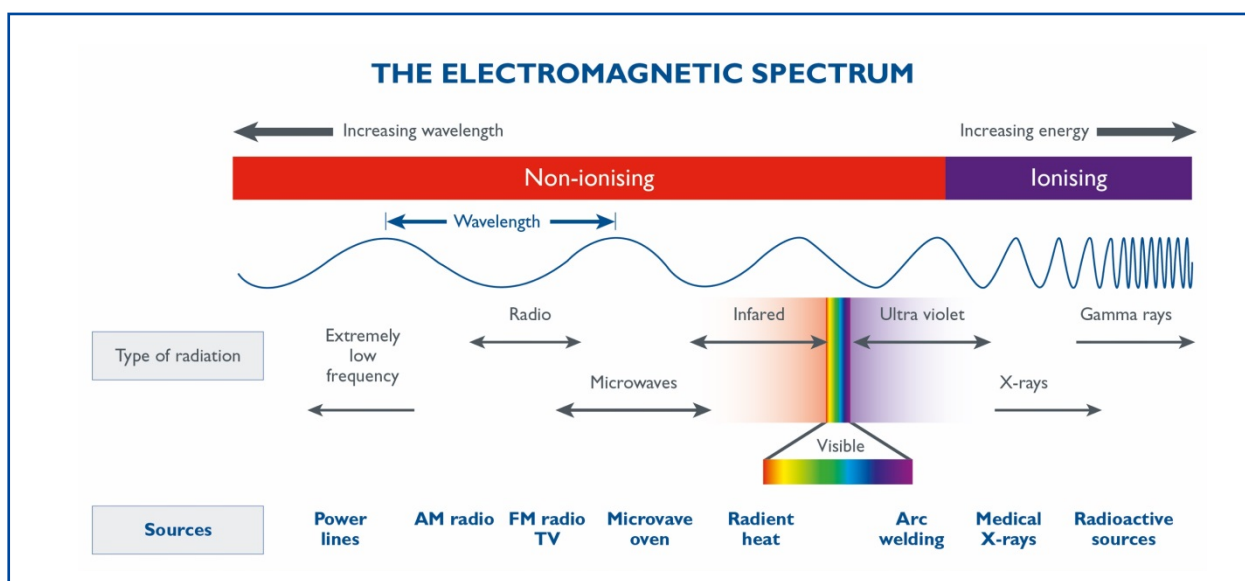 THE ELECTROMAGNETIC SPECTRUM
Increasing wavelength
Increasing energy
Non-ionising
Ionising
Wavelength
Type of radiation
Extremely
low
frequency
Radio
Microwaves
Infared
Visible
Ultra violet
X-rays
Gamma rays
Sources
Power
lines
AM radio
FM radio
TV
Microvave
oven
Radient
heat
Arc
welding
Medical
X-rays
Radioactive
sources